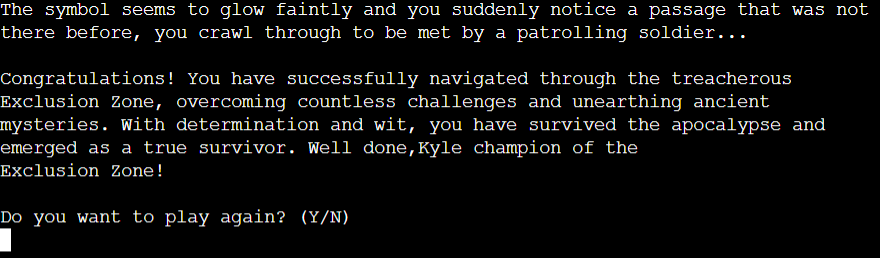 The symbol seems to glow faintly and you suddenly notice a passage that was not
there before, you crawl through to be met by a patrolling soldier...
Congratulations! You have successfully navigated through the treacherous
Exclusion Zone, overcoming countless challenges and unearthing ancient
mysteries. With determination and wit, you have survived the apocalypse and
emerged as a true survivor. Well done,Kyle champion of the
Exclusion Zone!
Do you want to play again? (Y/N)